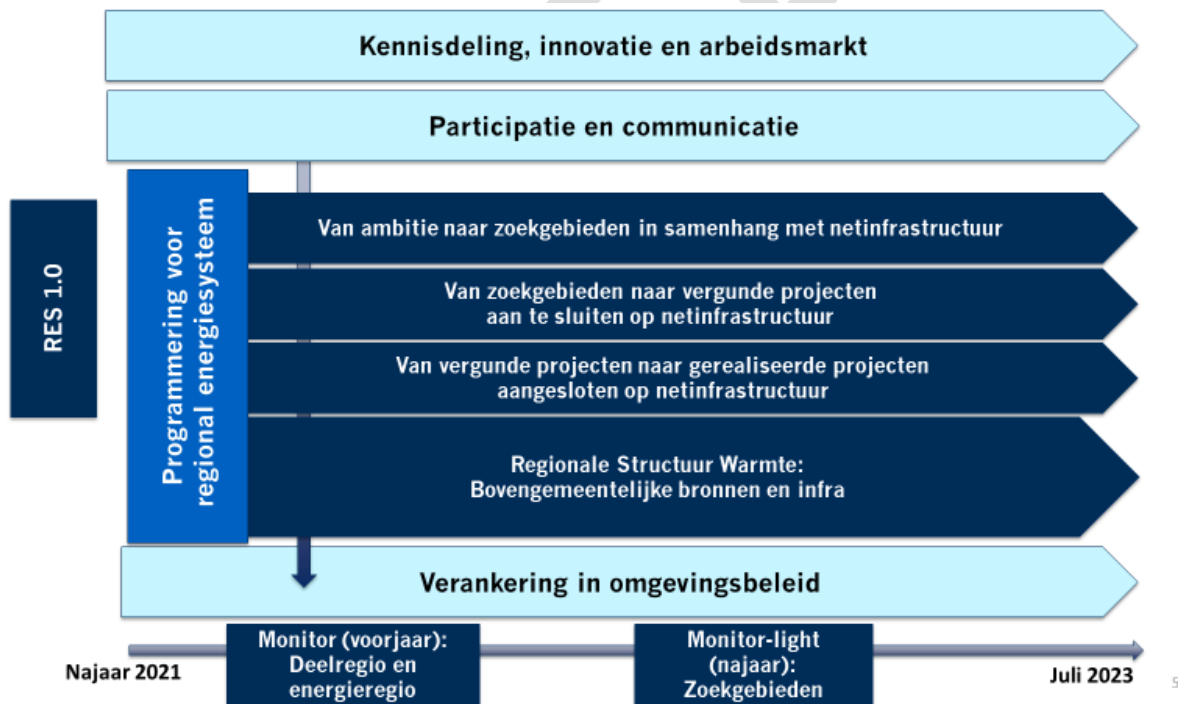 Kennisdeling, innovatie en arbeidsmarkt
Participatie en communicatie
RES 1.0
Programmering voor
regional energiesysteem
Van ambitie naar zoekgebieden in samenhang met netinfrastructuur
Van zoekgebieden naar vergunde projecten
aan te sluiten op netinfrastructuur
Van vergunde projecten naar gerealiseerde projecten
aangesloten op netinfrastructuur
Regionale Structuur Warmte:
Bovengemeentelijke bronnen en infra
Verankering in omgevingsbeleid
Najaar 2021
Monitor (voorjaar):
Deelregio en
energieregio
Monitor-light
(najaar):
Zoekgebieden
Juli 2023
5